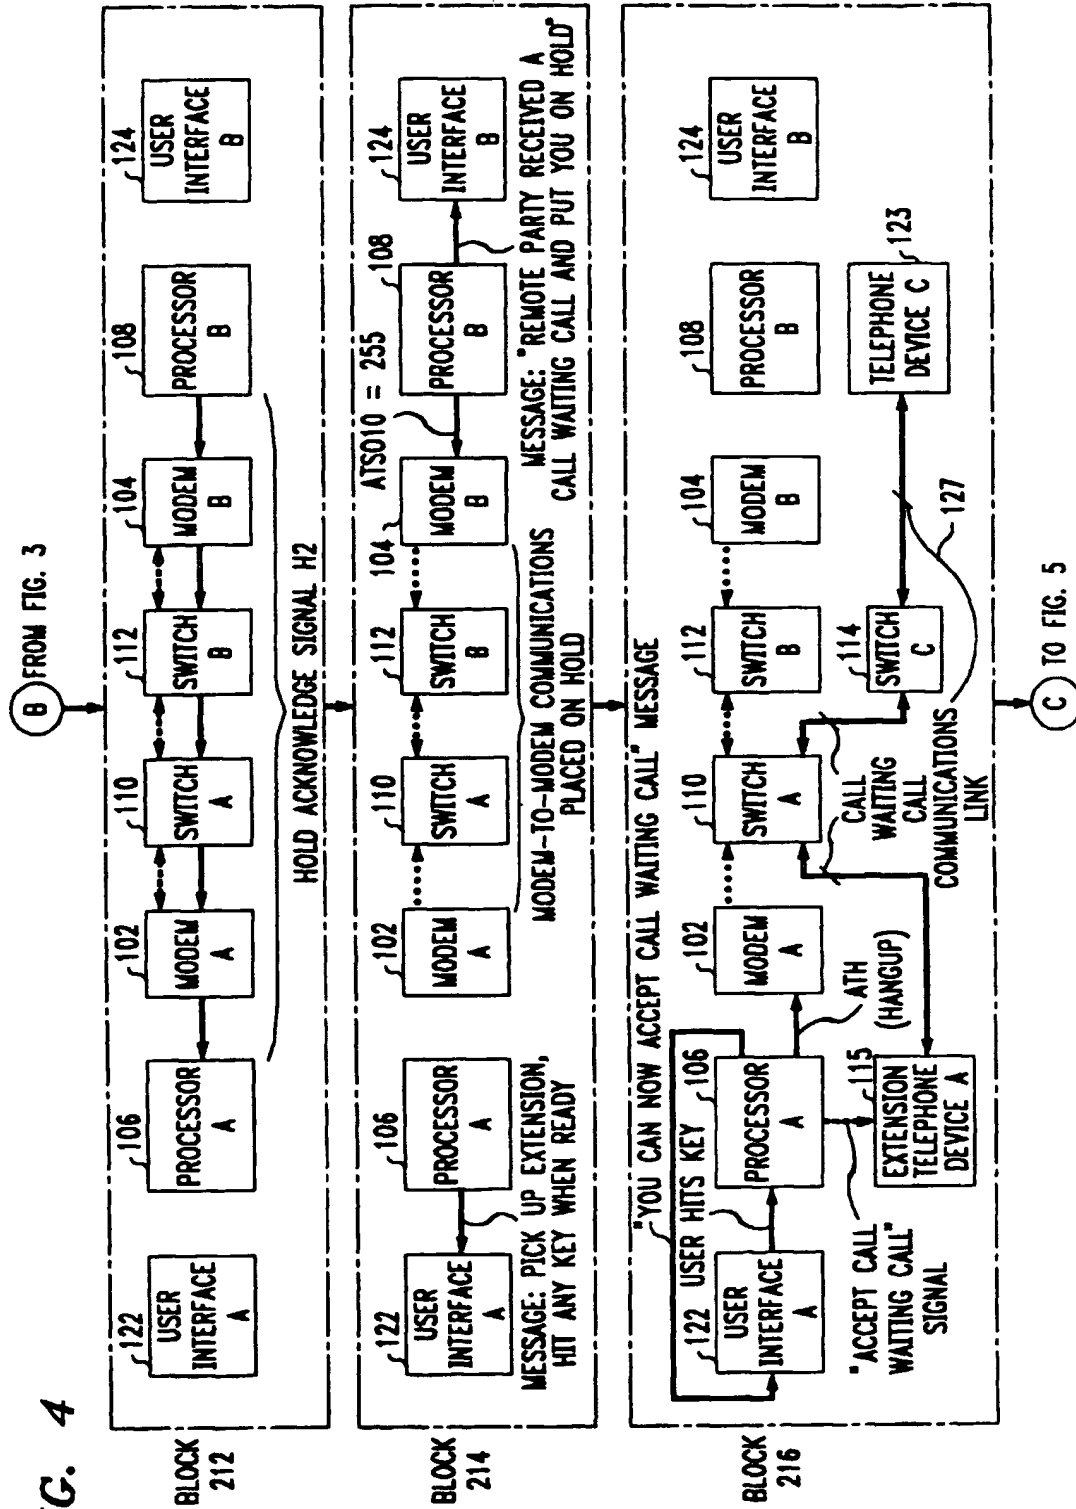 FIG. 4
B FROM FIG. 3
BLOCK
212
122
USER
INTERFACE
A
106
PROCESSOR
A
102
MODEM
A
110
SWITCH
A
112
SWITCH
B
104
MODEM
B
108
PROCESSOR
B
124
USER
INTERFACE
B
HOLD ACKNOWLEDGE SIGNAL H2
BLOCK
214
122
USER
INTERFACE
A
106
PROCESSOR
A
102
MODEM
A
110
SWITCH
A
112
SWITCH
B
104
MODEM
B
ATSO10 = 255
108
PROCESSOR
B
124
USER
INTERFACE
B
MESSAGE: PICK UP EXTENSION,
HIT ANY KEY WHEN READY
MODEM-TO-MODEM COMMUNICATIONS
PLACED ON HOLD
MESSAGE: "REMOTE PARTY RECEIVED A
CALL WAITING CALL AND PUT YOU ON HOLD"
BLOCK
216
"YOU CAN NOW ACCEPT CALL WAITING CALL" MESSAGE
122
USER HITS KEY
USER
INTERFACE
A
106
PROCESSOR
A
102
MODEM
A
110
SWITCH
A
112
SWITCH
B
104
MODEM
B
108
PROCESSOR
B
124
USER
INTERFACE
B
ATH
(HANGUP)
"ACCEPT CALL
WAITING CALL"
SIGNAL
115
EXTENSION
TELEPHONE
DEVICE A
CALL
WAITING
CALL
COMMUNICATIONS
LINK
114
SWITCH
C
127
123
TELEPHONE
DEVICE C
C TO FIG. 5